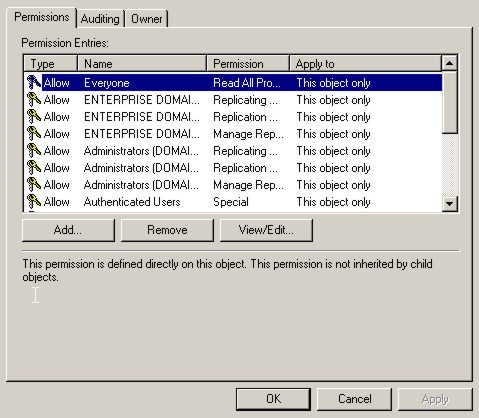 Permissions Auditing Owner
Permission Entries:
Type Name Permission Apply to
Allow Everyone Read All Pro... This object only
Allow ENTERPRISE DOMAI... Replicating ... This object only
Allow ENTERPRISE DOMAI... Replication ... This object only
Allow ENTERPRISE DOMAI... Manage Rep... This object only
Allow Administrators (DOMAI... Replicating ... This object only
Allow Administrators (DOMAI... Replication ... This object only
Allow Administrators (DOMAI... Manage Rep... This object only
Allow Authenticated Users Special This object only
Add... Remove View/Edit...
This permission is defined directly on this object. This permission is not inherited by child
objects.
OK Cancel Apply